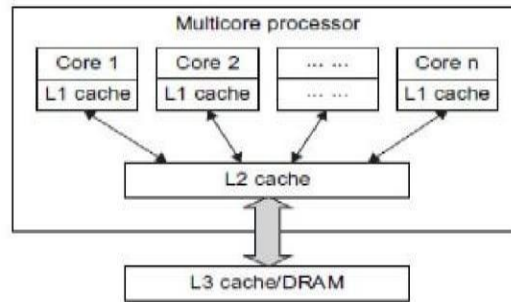 Multicore processor
Core 1 Core 2 ... ... Core n
L1 cache L1 cache ... ... L1 cache
L2 cache
L3 cache/DRAM